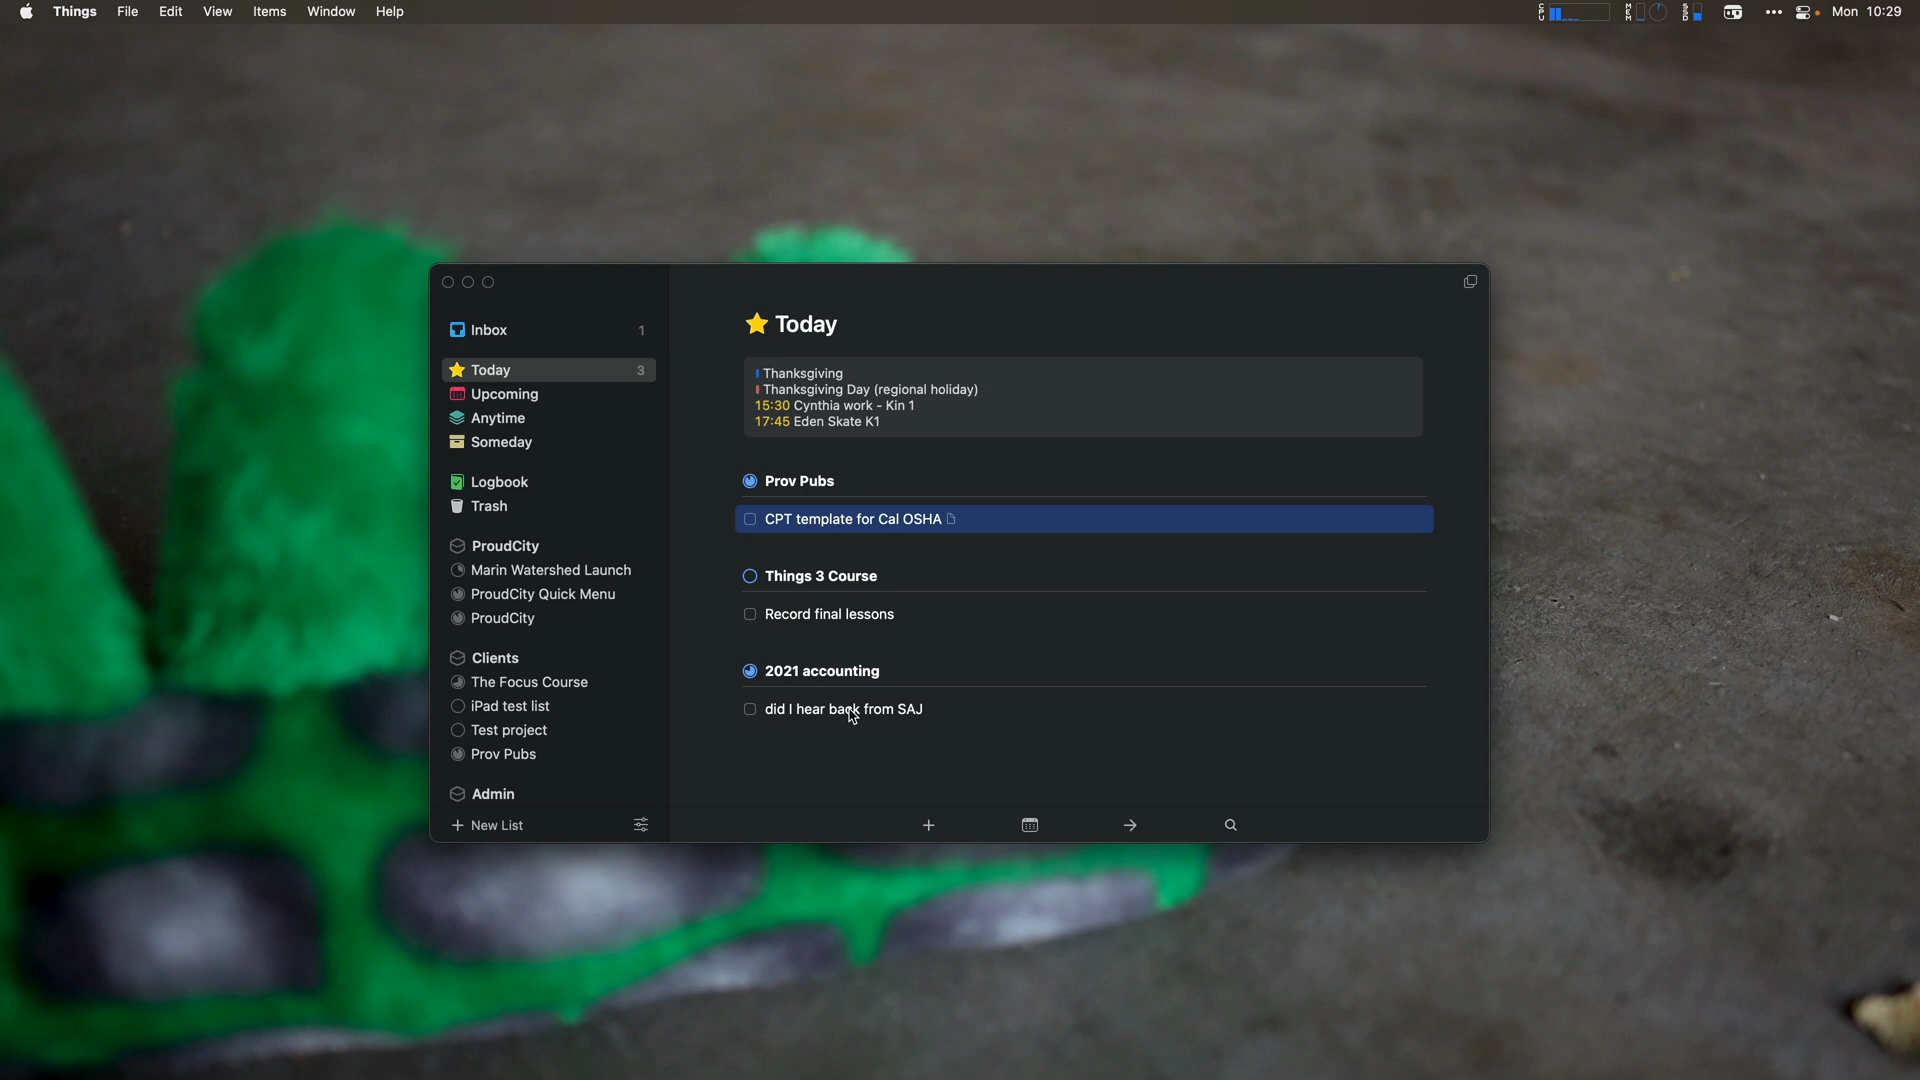 Things File Edit View Items Window Help CPU MEM SSD Mon 10:29
Inbox 1
Today 3
Upcoming
Anytime
Someday
Logbook
Trash
ProudCity
Marin Watershed Launch
ProudCity Quick Menu
ProudCity
Clients
The Focus Course
iPad test list
Test project
Prov Pubs
Admin
New List
Today
Thanksgiving
Thanksgiving Day (regional holiday)
15:30 Cynthia work - Kin 1
17:45 Eden Skate K1
Prov Pubs
CPT template for Cal OSHA
Things 3 Course
Record final lessons
2021 accounting
did I hear back from SAJ